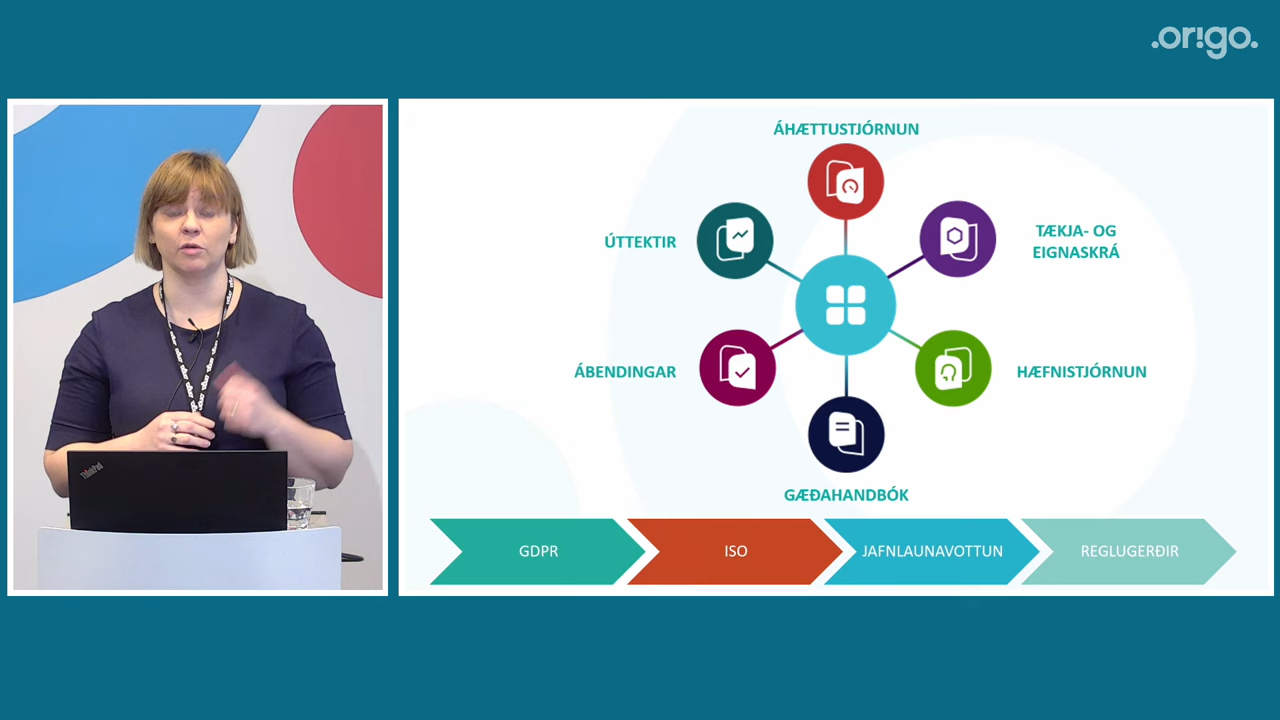 .origo.
ÁHÆTTUSTJÓRNUN
ÚTTEKTIR
TÆKJA- OG
EIGNASKRÁ
ÁBENDINGAR
HÆFNISTJÓRNUN
GÆÐAHANDBÓK
GDPR
ISO
JAFNLAUNAVOTTUN
REGLUGERÐIR
ThinkPad